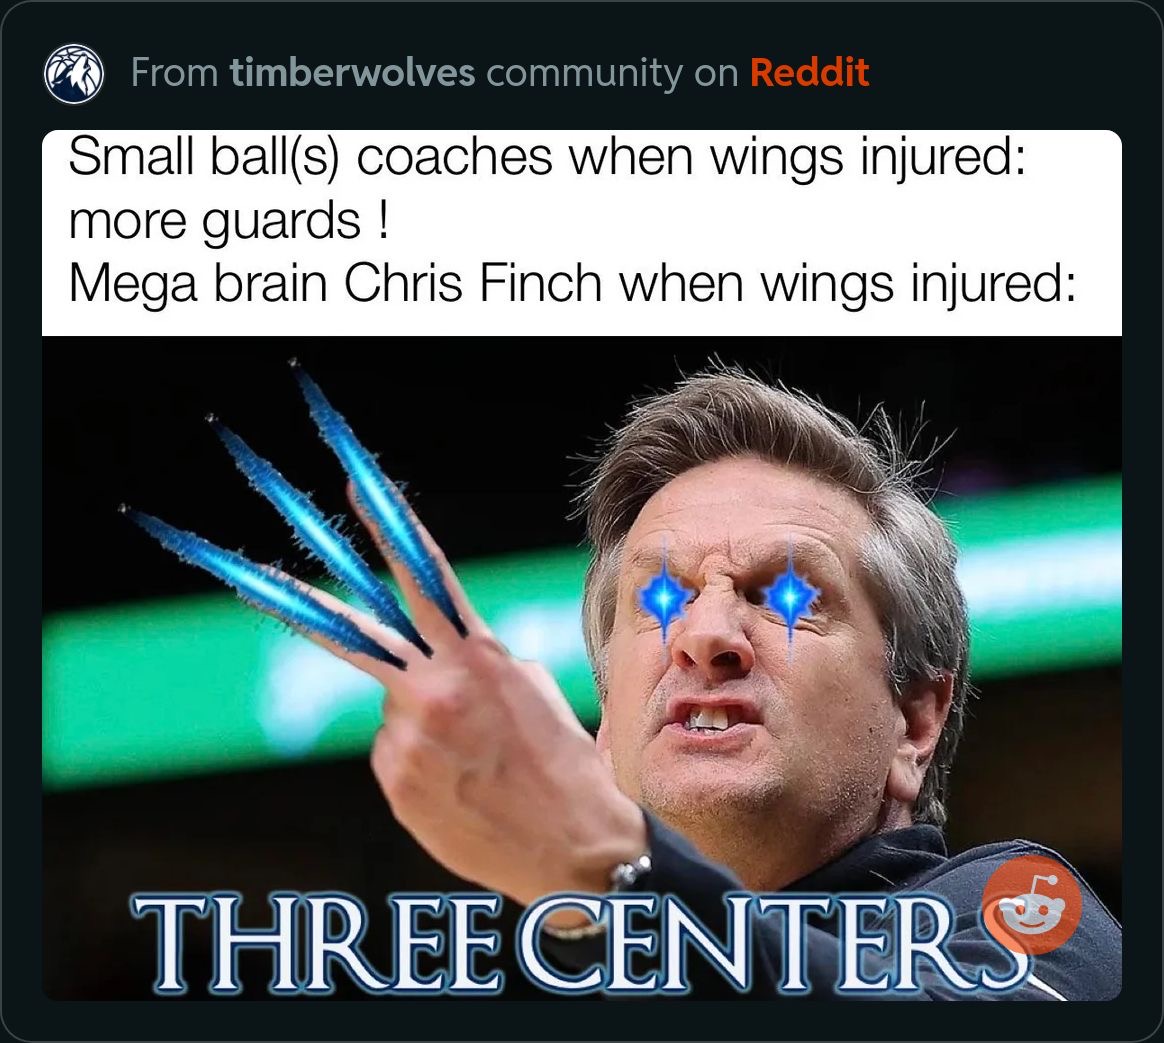 From timberwolves community on Reddit
Small ball(s) coaches when wings injured:
more guards !
Mega brain Chris Finch when wings injured:
THREE CENTERS